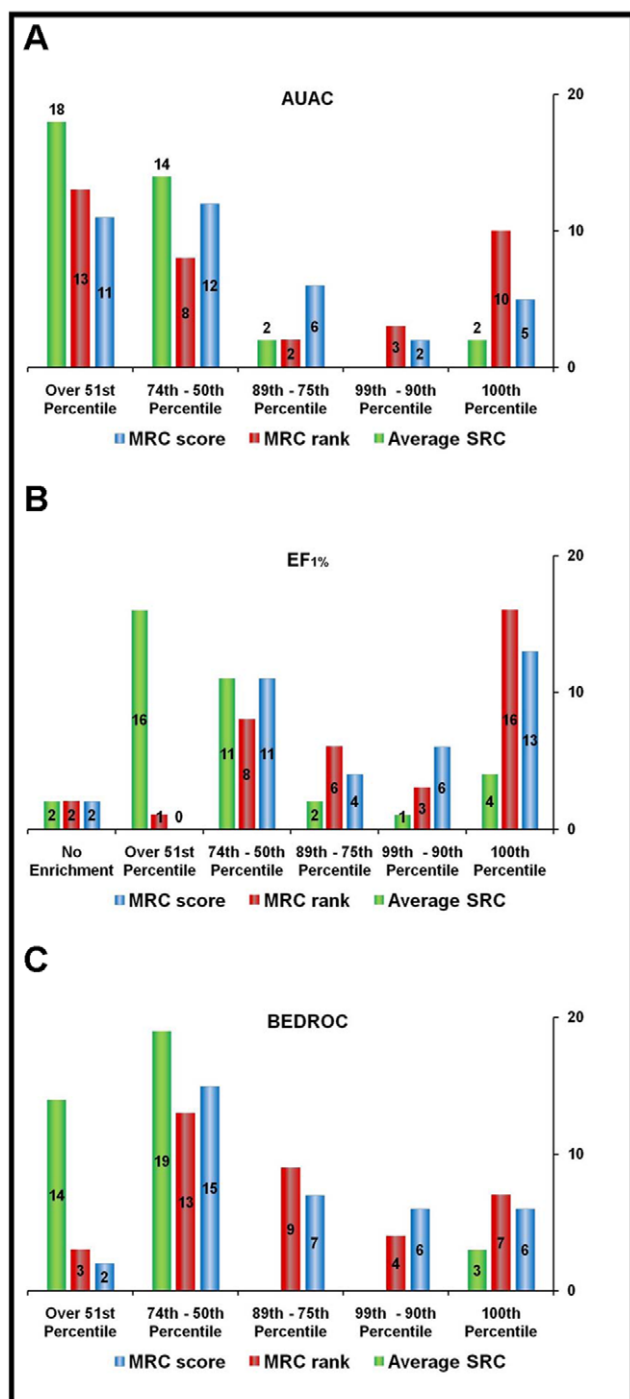 A
AUAC
20
18
14
13
11
8
12
2
2
6
3
2
2
10
5
10
0
Over 51st Percentile
74th - 50th Percentile
89th - 75th Percentile
99th - 90th Percentile
100th Percentile
MRC score MRC rank Average SRC
B
EF1%
20
2
2
2
16
1
0
11
8
11
2
6
4
1
3
6
4
16
13
10
0
No Enrichment
Over 51st Percentile
74th - 50th Percentile
89th - 75th Percentile
99th - 90th Percentile
100th Percentile
MRC score MRC rank Average SRC
C
BEDROC
20
14
3
2
19
13
15
9
7
4
6
3
7
6
10
0
Over 51st Percentile
74th - 50th Percentile
89th - 75th Percentile
99th - 90th Percentile
100th Percentile
MRC score MRC rank Average SRC